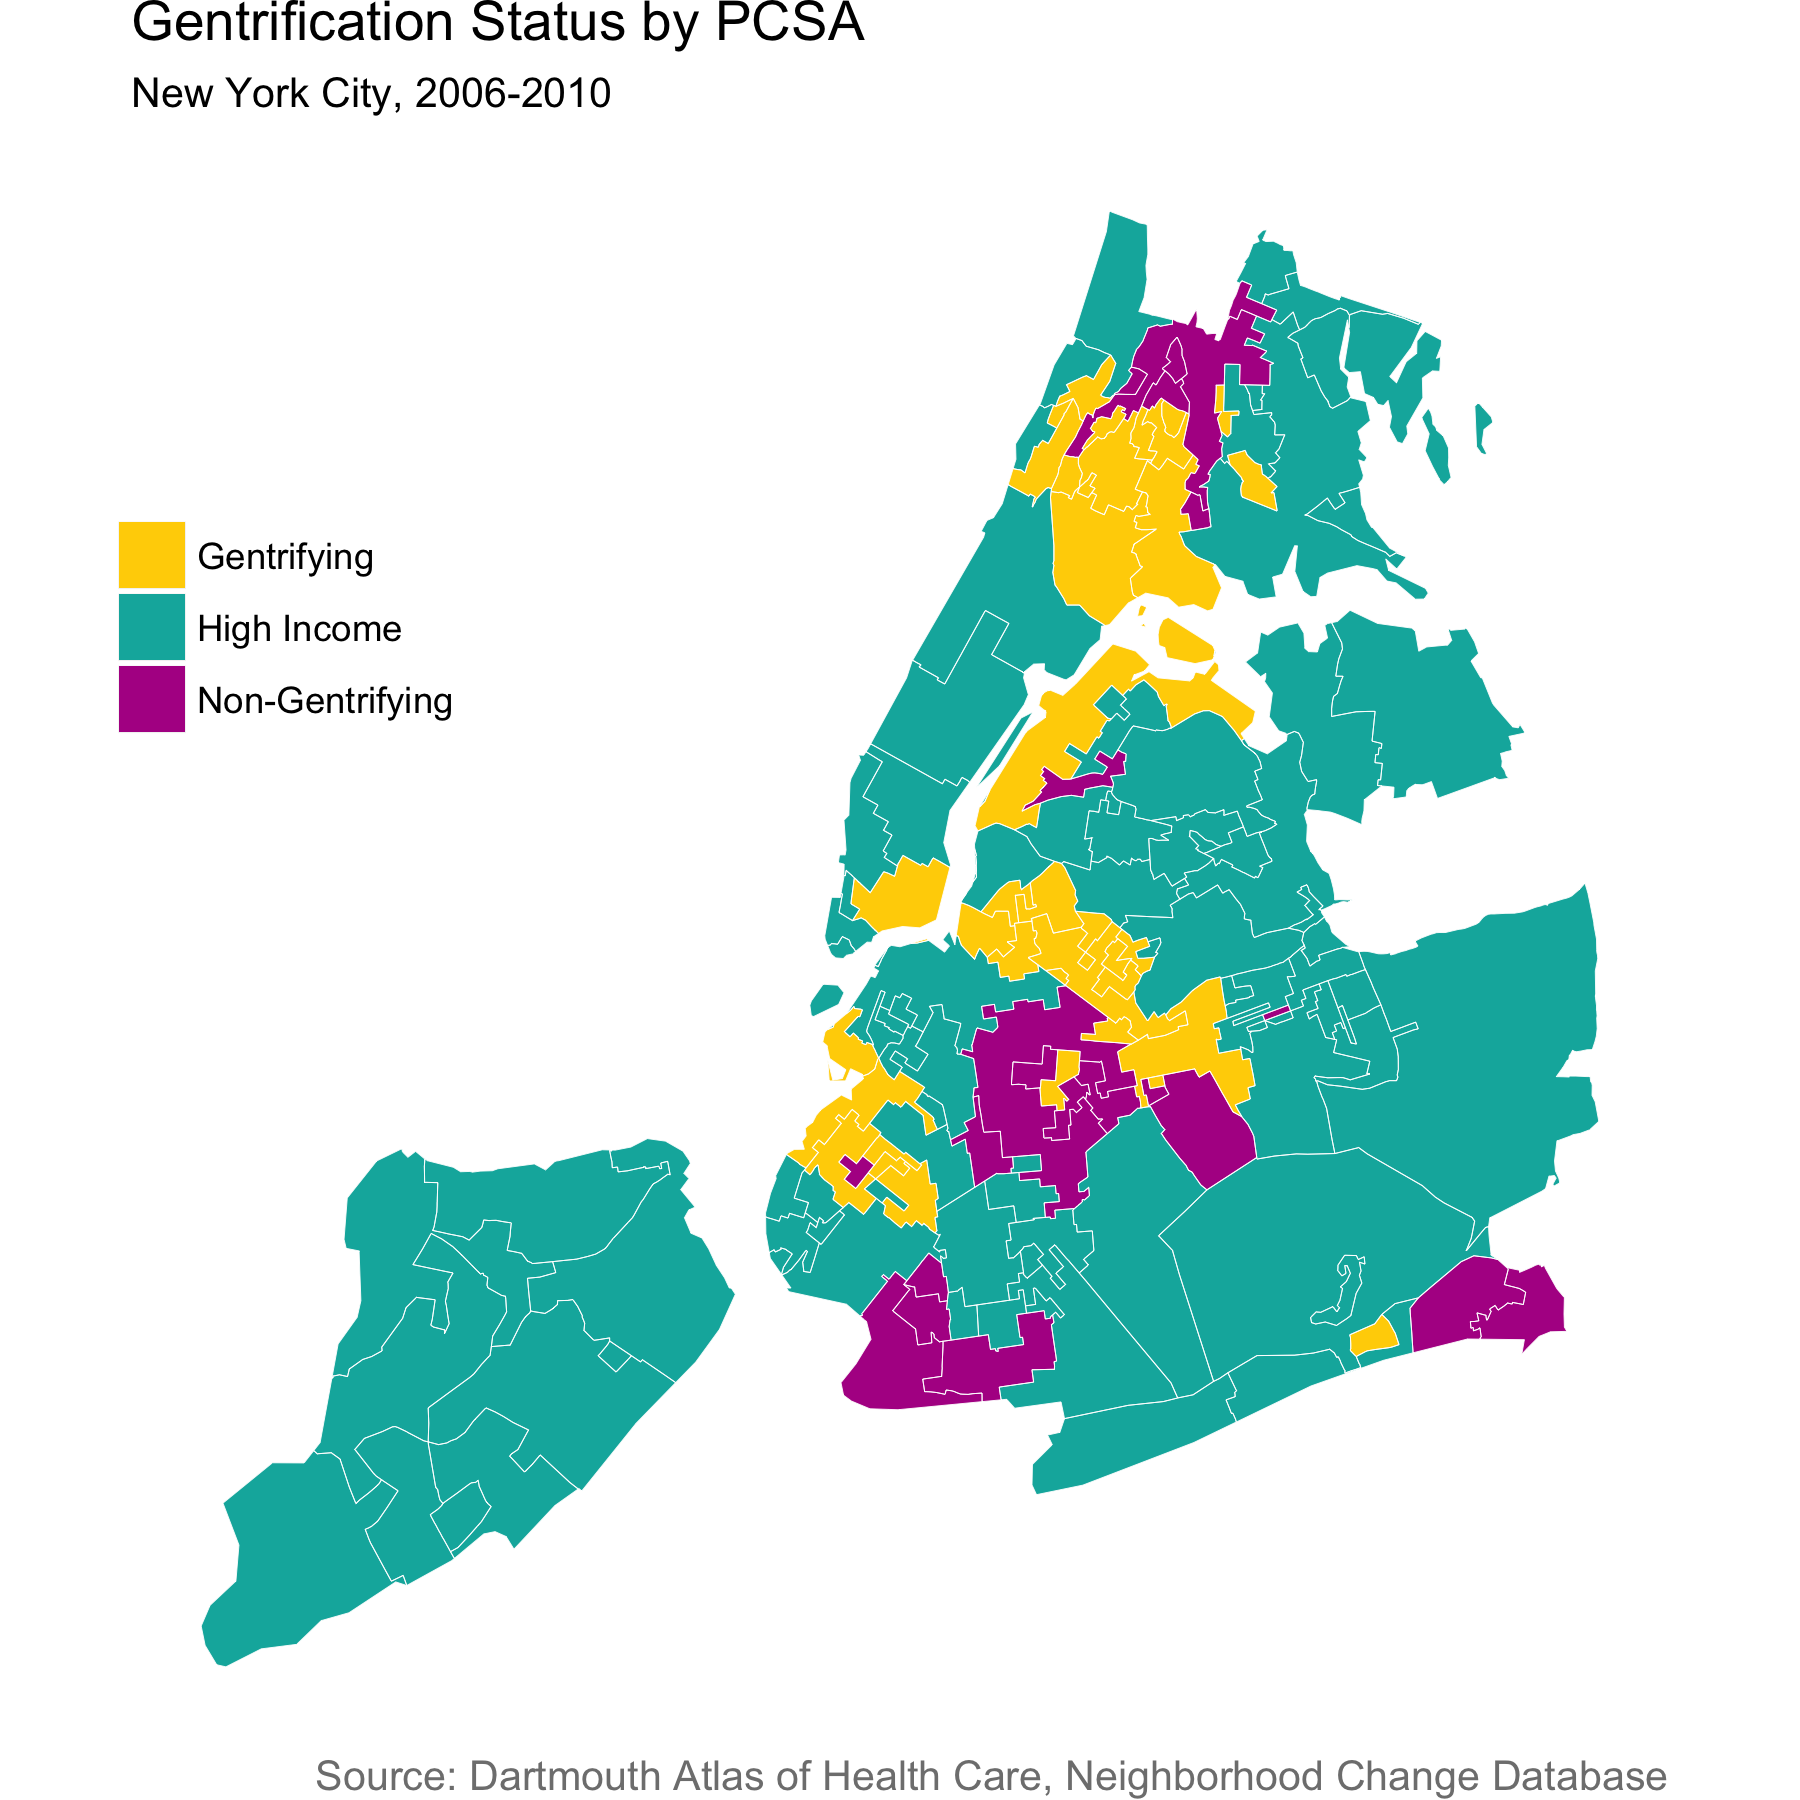 Gentrification Status by PCSA
New York City, 2006-2010
Gentrifying
High Income
Non-Gentrifying
Source: Dartmouth Atlas of Health Care, Neighborhood Change Database